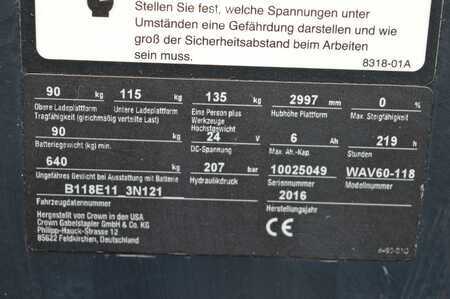 Stellen Sie fest, welche Spannungen unter
Umständen eine Gefährdung darstellen und wie
groß der Sicherheitsabstand beim Arbeiten
sein muss.
8318-01A
90 kg 115 kg 135 kg 2997 mm 0 %
Obere Ladeplattform Untere Ladeplattform Eine Person plus Hubhöhe Plattform Max. Steigfähigkeit
Tragfähigkeit (gleichmäßig verteilte Last) Werkzeuge
Höchstgewicht
90 kg 24 V 6 Ah 219 h
Batteriegewicht (kg) min. DC-Spannung Max. Ah.-Kap. Stunden
640 kg 207 bar 10025049 WAV60-118
Ungefähres Gewicht bei Ausstattung mit Batterie Hydraulikdruck Seriennummer Modellnummer
B118E11 3N121 2016
Fahrzeugdatennummer Herstellungsjahr
Hergestellt von Crown in den USA
Crown Gabelstapler GmbH & Co. KG
Philipp-Hauck-Strasse 12
85622 Feldkirchen, Deutschland